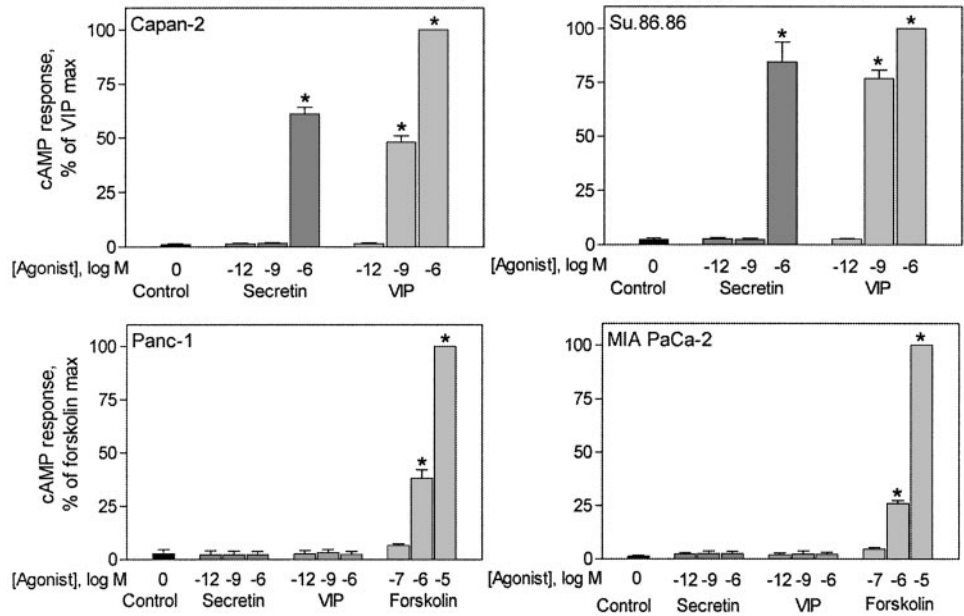 Capan-2
cAMP response,
% of VIP max
100
75
50
25
0
* * *
[Agonist], log M 0 -12 -9 -6 -12 -9 -6
Control Secretin VIP
Su.86.86
100
75
50
25
0
* * *
[Agonist], log M 0 -12 -9 -6 -12 -9 -6
Control Secretin VIP
Panc-1
cAMP response,
% of forskolin max
100
75
50
25
0
* *
[Agonist], log M 0 -12 -9 -6 -12 -9 -6 -7 -6 -5
Control Secretin VIP Forskolin
MIA PaCa-2
100
75
50
25
0
* *
[Agonist], log M 0 -12 -9 -6 -12 -9 -6 -7 -6 -5
Control Secretin VIP Forskolin